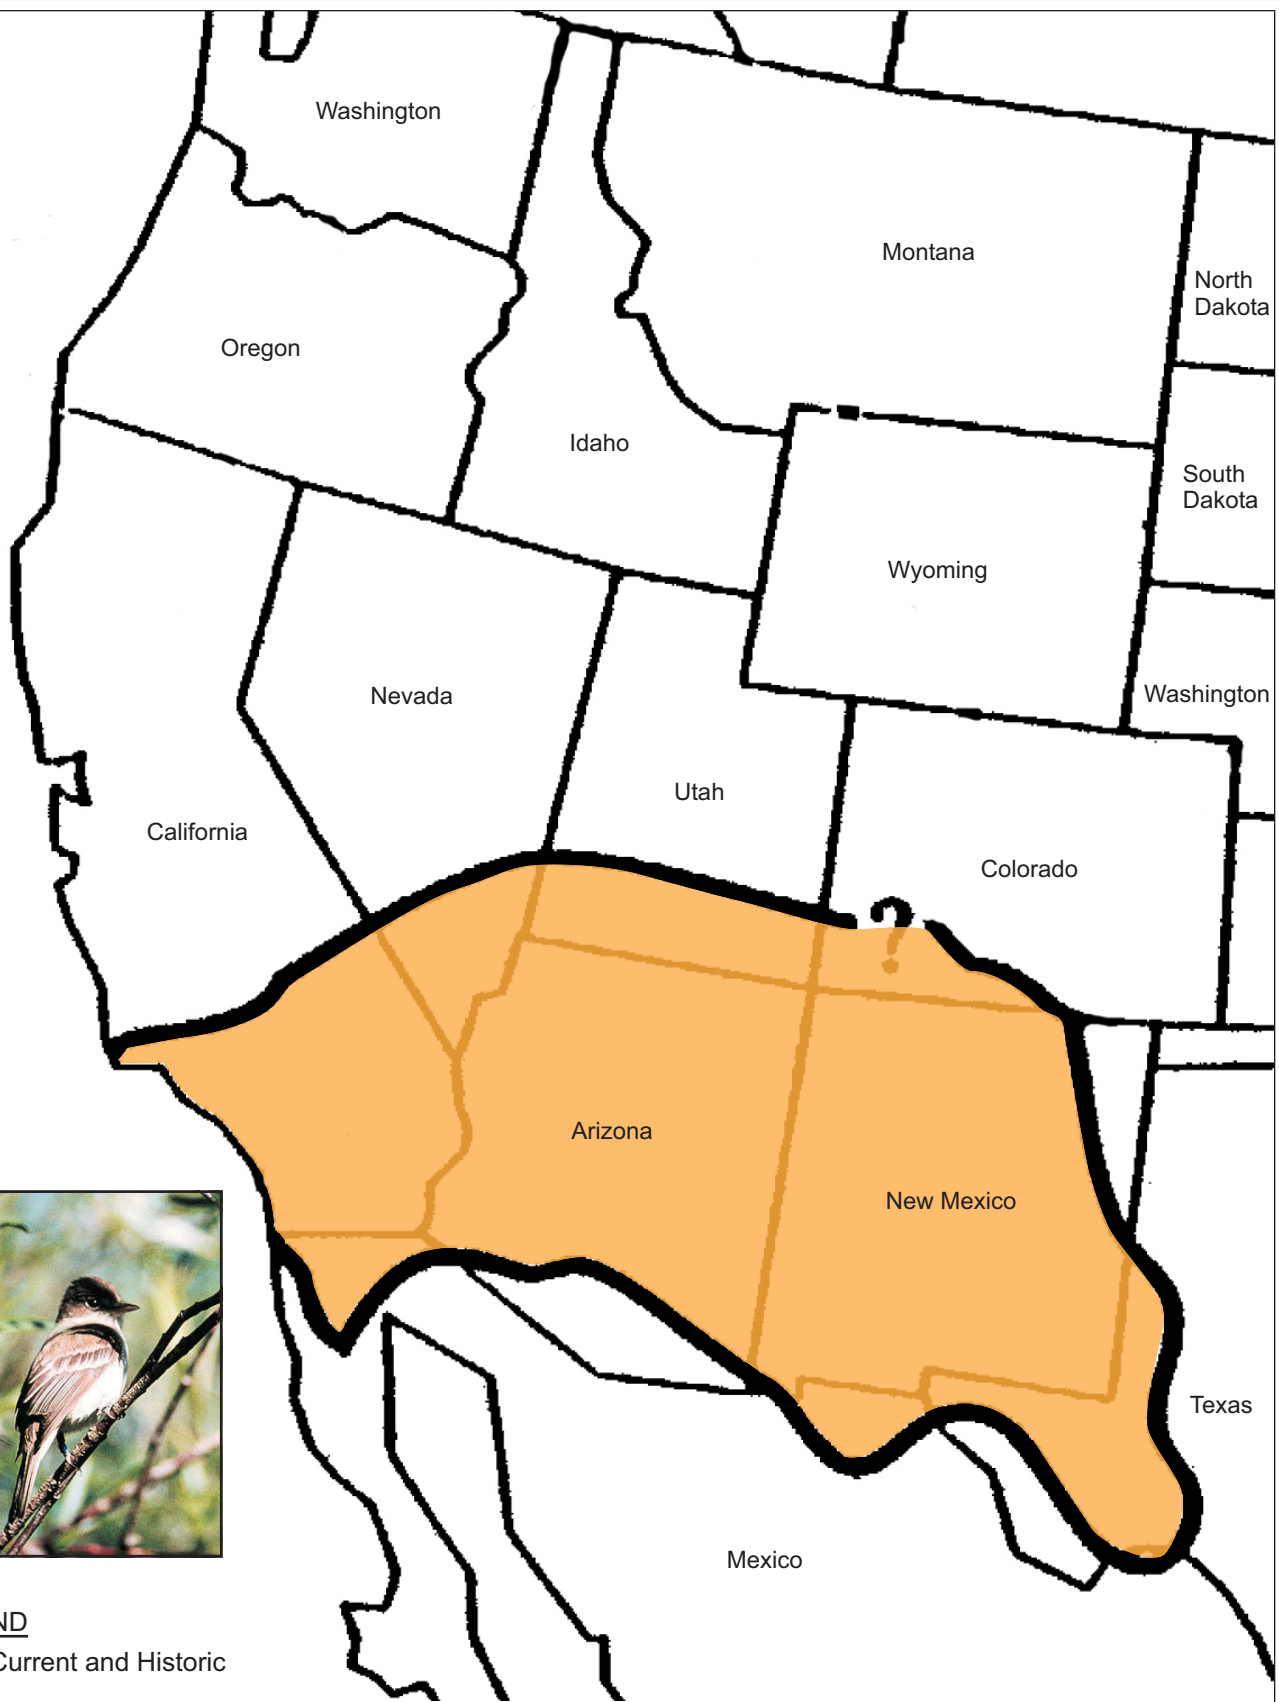 Washington
Montana
North
Dakota
Oregon
Idaho
South
Dakota
Wyoming
Nevada
Washington
Utah
California
Colorado
?
Arizona
New Mexico
Texas
Mexico
ND
Current and Historic